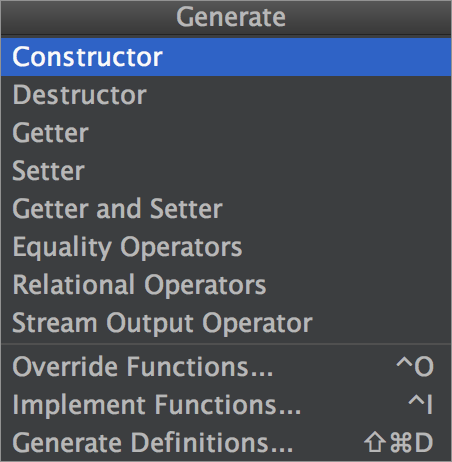 Generate
Constructor
Destructor
Getter
Setter
Getter and Setter
Equality Operators
Relational Operators
Stream Output Operator
Override Functions... ^O
Implement Functions... ^I
Generate Definitions... ⇧⌘D